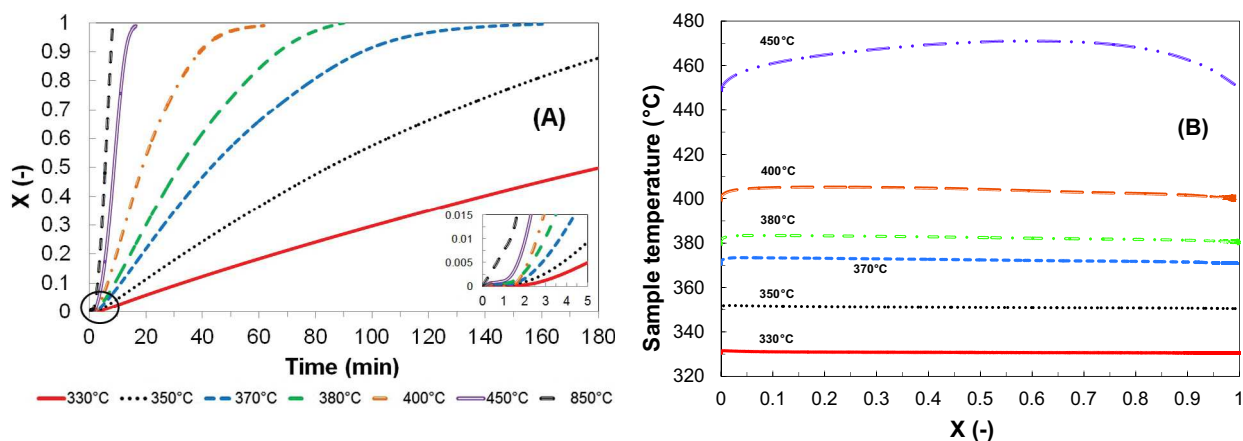 1
0.9
0.8
0.7
0.6
0.5
0.4
0.3
0.2
0.1
0
X (-)
(A)
0.015
0.01
0.005
0
0 1 2 3 4 5
0 20 40 60 80 100 120 140 160 180
Time (min)
330°C 350°C 370°C 380°C 400°C 450°C 850°C
480
460
440
420
400
380
360
340
320
Sample temperature (°C)
450°C
(B)
400°C
380°C
370°C
350°C
330°C
0 0.1 0.2 0.3 0.4 0.5 0.6 0.7 0.8 0.9 1
X (-)